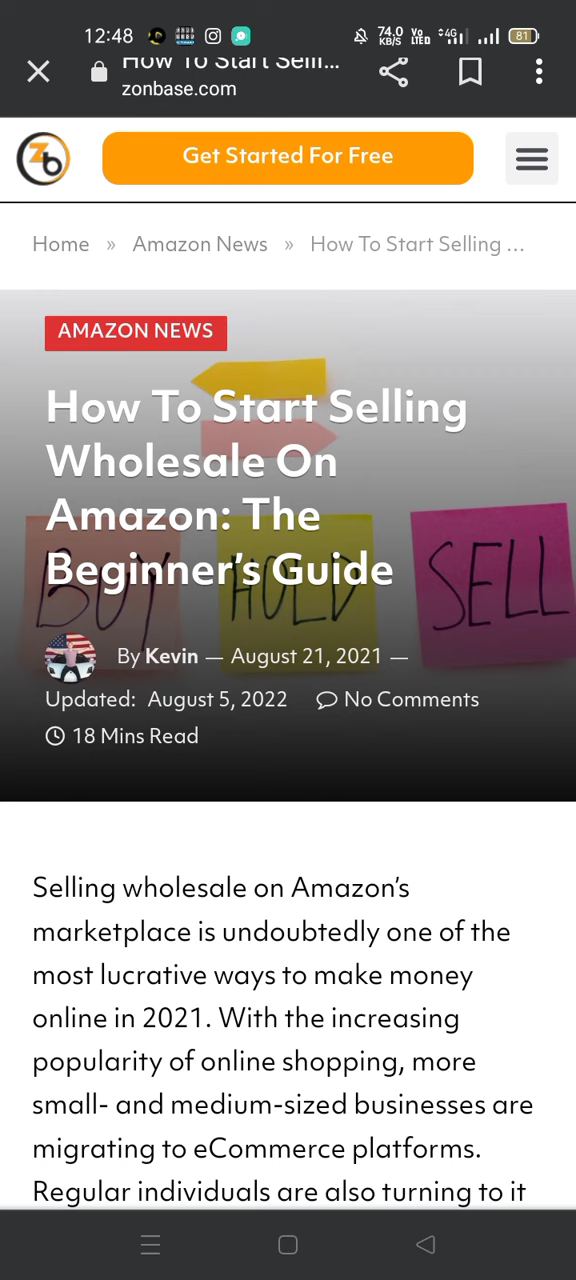 12:48
74.0
KB/S
Vo
LTED
4G
81
How To Start Selli...
zonbase.com
Zb
Get Started For Free
Home » Amazon News » How To Start Selling ...
AMAZON NEWS
How To Start Selling
Wholesale On
Amazon: The
Beginner's Guide
BUY HOLD SELL
By Kevin — August 21, 2021 —
Updated: August 5, 2022 No Comments
18 Mins Read
Selling wholesale on Amazon's
marketplace is undoubtedly one of the
most lucrative ways to make money
online in 2021. With the increasing
popularity of online shopping, more
small- and medium-sized businesses are
migrating to eCommerce platforms.
Regular individuals are also turning to it